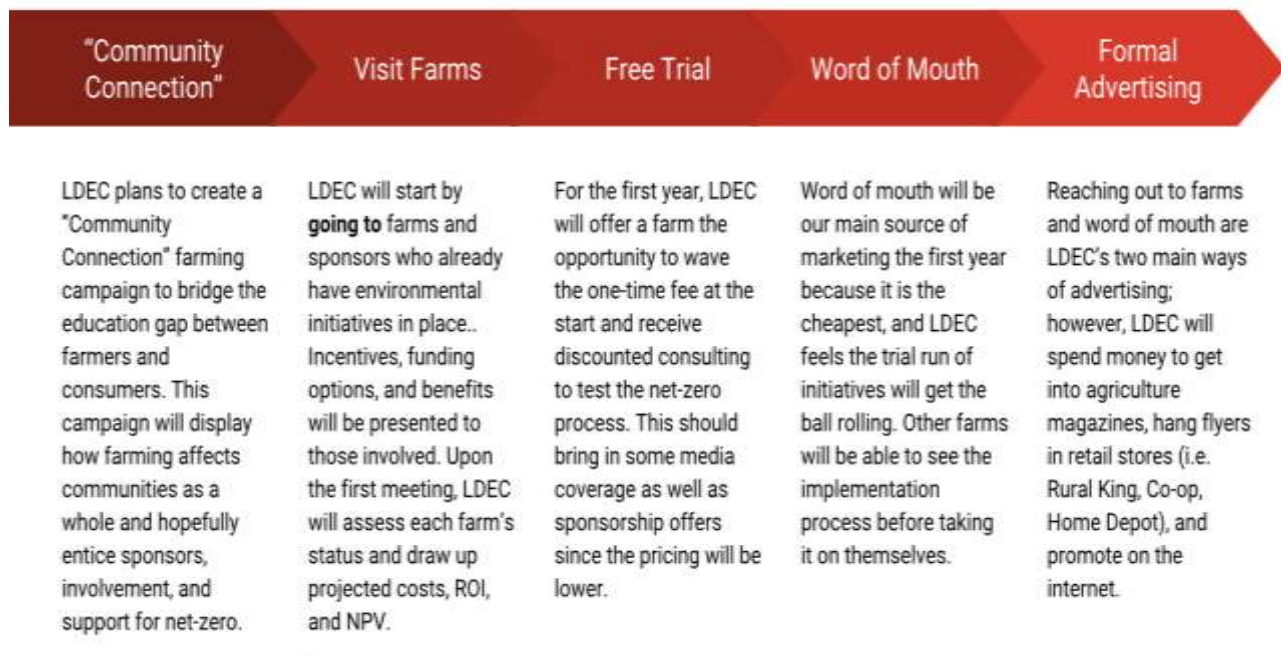 "Community
Connection"
Visit Farms
Free Trial
Word of Mouth
Formal
Advertising
LDEC plans to create a
"Community
Connection" farming
campaign to bridge the
education gap between
farmers and
consumers. This
campaign will display
how farming affects
communities as a
whole and hopefully
entice sponsors,
involvement, and
support for net-zero.
LDEC will start by
going to farms and
sponsors who already
have environmental
initiatives in place..
Incentives, funding
options, and benefits
will be presented to
those involved. Upon
the first meeting, LDEC
will assess each farm's
status and draw up
projected costs, ROI,
and NPV.
For the first year, LDEC
will offer a farm the
opportunity to wave
the one-time fee at the
start and receive
discounted consulting
to test the net-zero
process. This should
bring in some media
coverage as well as
sponsorship offers
since the pricing will be
lower.
Word of mouth will be
our main source of
marketing the first year
because it is the
cheapest, and LDEC
feels the trial run of
initiatives will get the
ball rolling. Other farms
will be able to see the
implementation
process before taking
it on themselves.
Reaching out to farms
and word of mouth are
LDEC's two main ways
of advertising;
however, LDEC will
spend money to get
into agriculture
magazines, hang flyers
in retail stores (i.e.
Rural King, Co-op,
Home Depot), and
promote on the
internet.